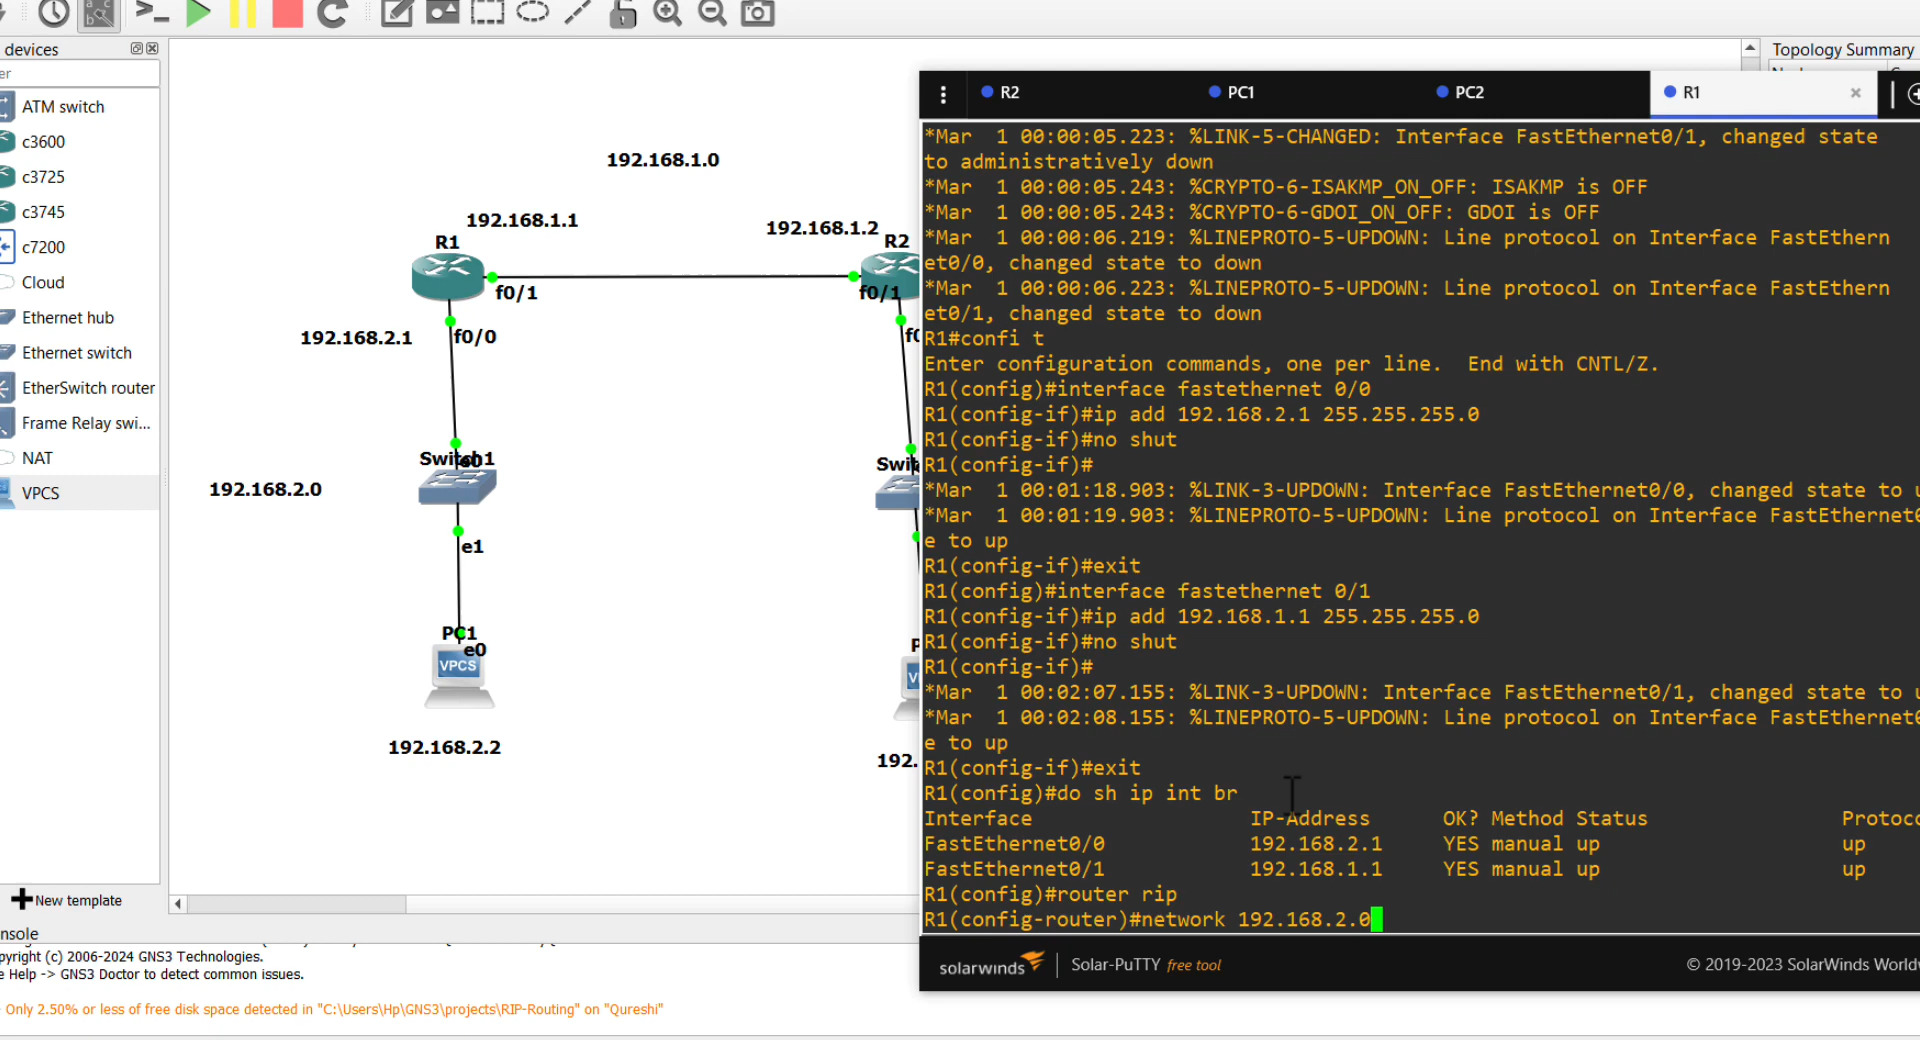 devices
er
ATM switch
c3600
c3725
c3745
c7200
Cloud
Ethernet hub
Ethernet switch
EtherSwitch router
Frame Relay swi...
NAT
VPCS
New template
192.168.1.0
192.168.1.1
192.168.1.2
R1
R2
f0/1
f0/1
192.168.2.1
f0/0
Switch1
e0
192.168.2.0
e1
PC1
e0
VPCS
192.168.2.2
192.
Topology Summary
R2
PC1
PC2
R1
*Mar  1 00:00:05.223: %LINK-5-CHANGED: Interface FastEthernet0/1, changed state
to administratively down
*Mar  1 00:00:05.243: %CRYPTO-6-ISAKMP_ON_OFF: ISAKMP is OFF
*Mar  1 00:00:05.243: %CRYPTO-6-GDOI_ON_OFF: GDOI is OFF
*Mar  1 00:00:06.219: %LINEPROTO-5-UPDOWN: Line protocol on Interface FastEthern
et0/0, changed state to down
*Mar  1 00:00:06.223: %LINEPROTO-5-UPDOWN: Line protocol on Interface FastEthern
et0/1, changed state to down
R1#confi t
Enter configuration commands, one per line.  End with CNTL/Z.
R1(config)#interface fastethernet 0/0
R1(config-if)#ip add 192.168.2.1 255.255.255.0
R1(config-if)#no shut
R1(config-if)#
*Mar  1 00:01:18.903: %LINK-3-UPDOWN: Interface FastEthernet0/0, changed state to
*Mar  1 00:01:19.903: %LINEPROTO-5-UPDOWN: Line protocol on Interface FastEthernet
e to up
R1(config-if)#exit
R1(config)#interface fastethernet 0/1
R1(config-if)#ip add 192.168.1.1 255.255.255.0
R1(config-if)#no shut
R1(config-if)#
*Mar  1 00:02:07.155: %LINK-3-UPDOWN: Interface FastEthernet0/1, changed state to
*Mar  1 00:02:08.155: %LINEPROTO-5-UPDOWN: Line protocol on Interface FastEthernet
e to up
R1(config-if)#exit
R1(config)#do sh ip int br
Interface IP-Address OK? Method Status Protoco
FastEthernet0/0 192.168.2.1 YES manual up up
FastEthernet0/1 192.168.1.1 YES manual up up
R1(config)#router rip
R1(config-router)#network 192.168.2.0
solarwinds Solar-PuTTY free tool
© 2019-2023 SolarWinds World
nsole
pyright (c) 2006-2024 GNS3 Technologies.
e Help -> GNS3 Doctor to detect common issues.
Only 2.50% or less of free disk space detected in "C:\Users\Hp\GNS3\projects\RIP-Routing" on "Qureshi"